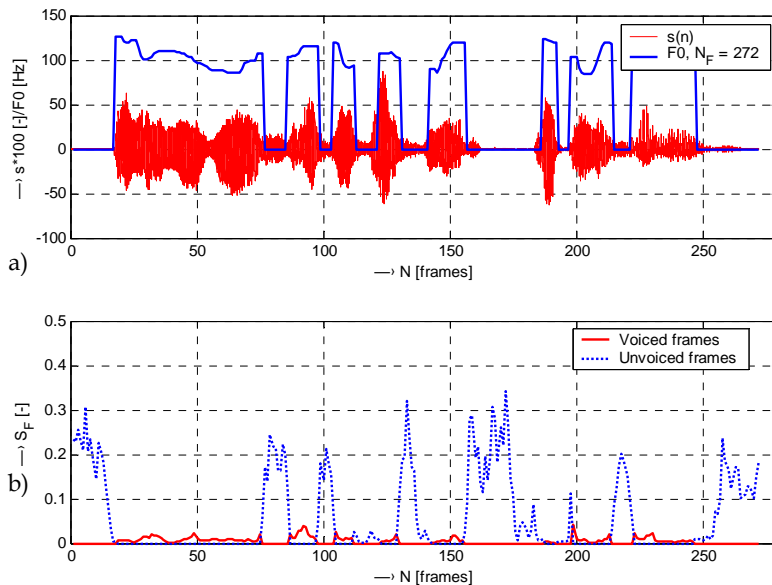 150
100
50
0
-50
-100
—› s*100 [-]/F0 [Hz]
s(n)
F0, N_F = 272
0
50
100
150
200
250
—› N [frames]
a)
0.5
0.4
0.3
0.2
0.1
0
—› S_F [-]
Voiced frames
Unvoiced frames
b)
0
50
100
150
200
250
—› N [frames]